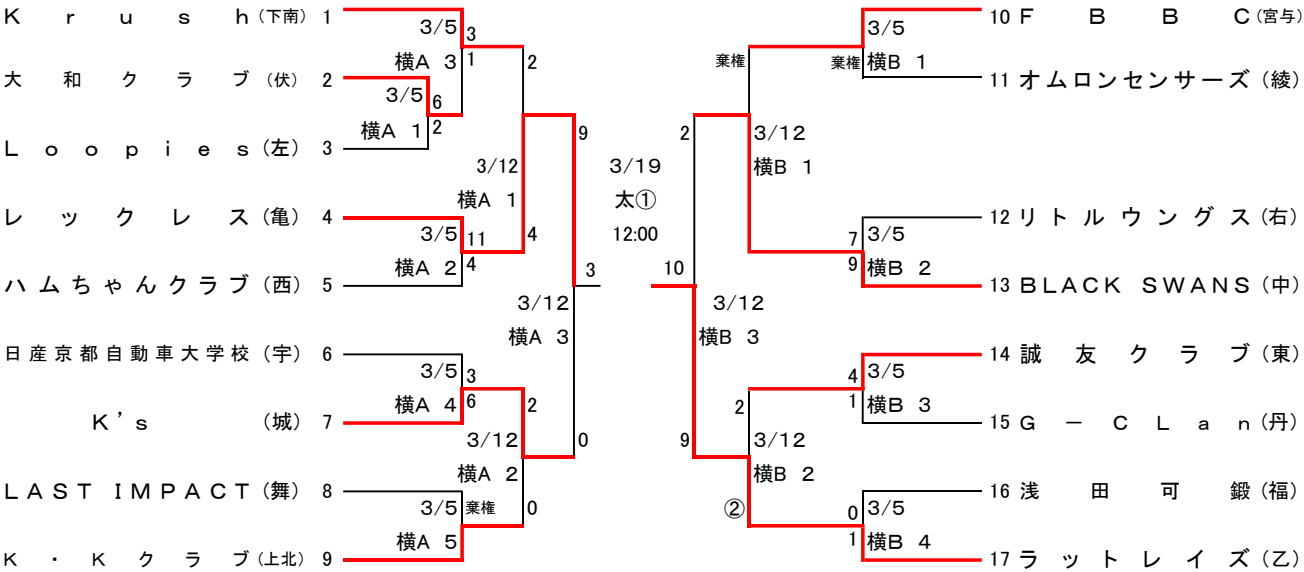 Krush(下南) 1
3/5 3
横A 3 1
2
大和クラブ(伏) 2
3/5 6
横A 1 2
Loopies(左) 3
3/12
横A 1
9
レックレス(亀) 4
3/5 11
横A 2 4
4
ハムちゃんクラブ(西) 5
3/12
横A 3
3
日産京都自動車大学校(宇) 6
3/5 3
横A 4 6
2
K's(城) 7
3/12
横A 2
0
LAST IMPACT(舞) 8
3/5 棄権
横A 5
0
K・Kクラブ(上北) 9
3/19
太①
12:00
10 FBBC(宮与)
3/5
棄権 横B 1
棄権
11 オムロンセンサーズ(綾)
2
3/12
横B 1
12 リトルウングス(右)
7 3/5
9 横B 2
13 BLACK SWANS(中)
10
3/12
横B 3
14 誠友クラブ(東)
4 3/5
1 横B 3
15 G-CLan(丹)
2
9
3/12
横B 2
②
16 浅田可鍛(福)
0 3/5
1 横B 4
17 ラットレイズ(乙)